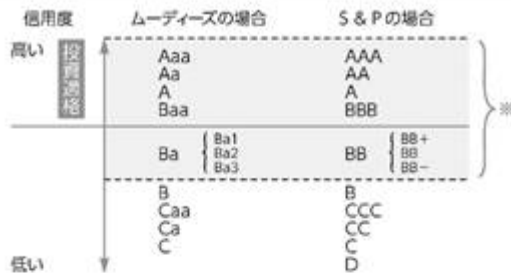 信用度 ムーディーズの場合 S & Pの場合
高い 投資適格 Aaa AAA
Aa AA
A A
Baa BBB
※
Ba Ba1 Ba2 Ba3 BB BB+ BB BB−
B B
Caa CCC
Ca CC
C C
低い D